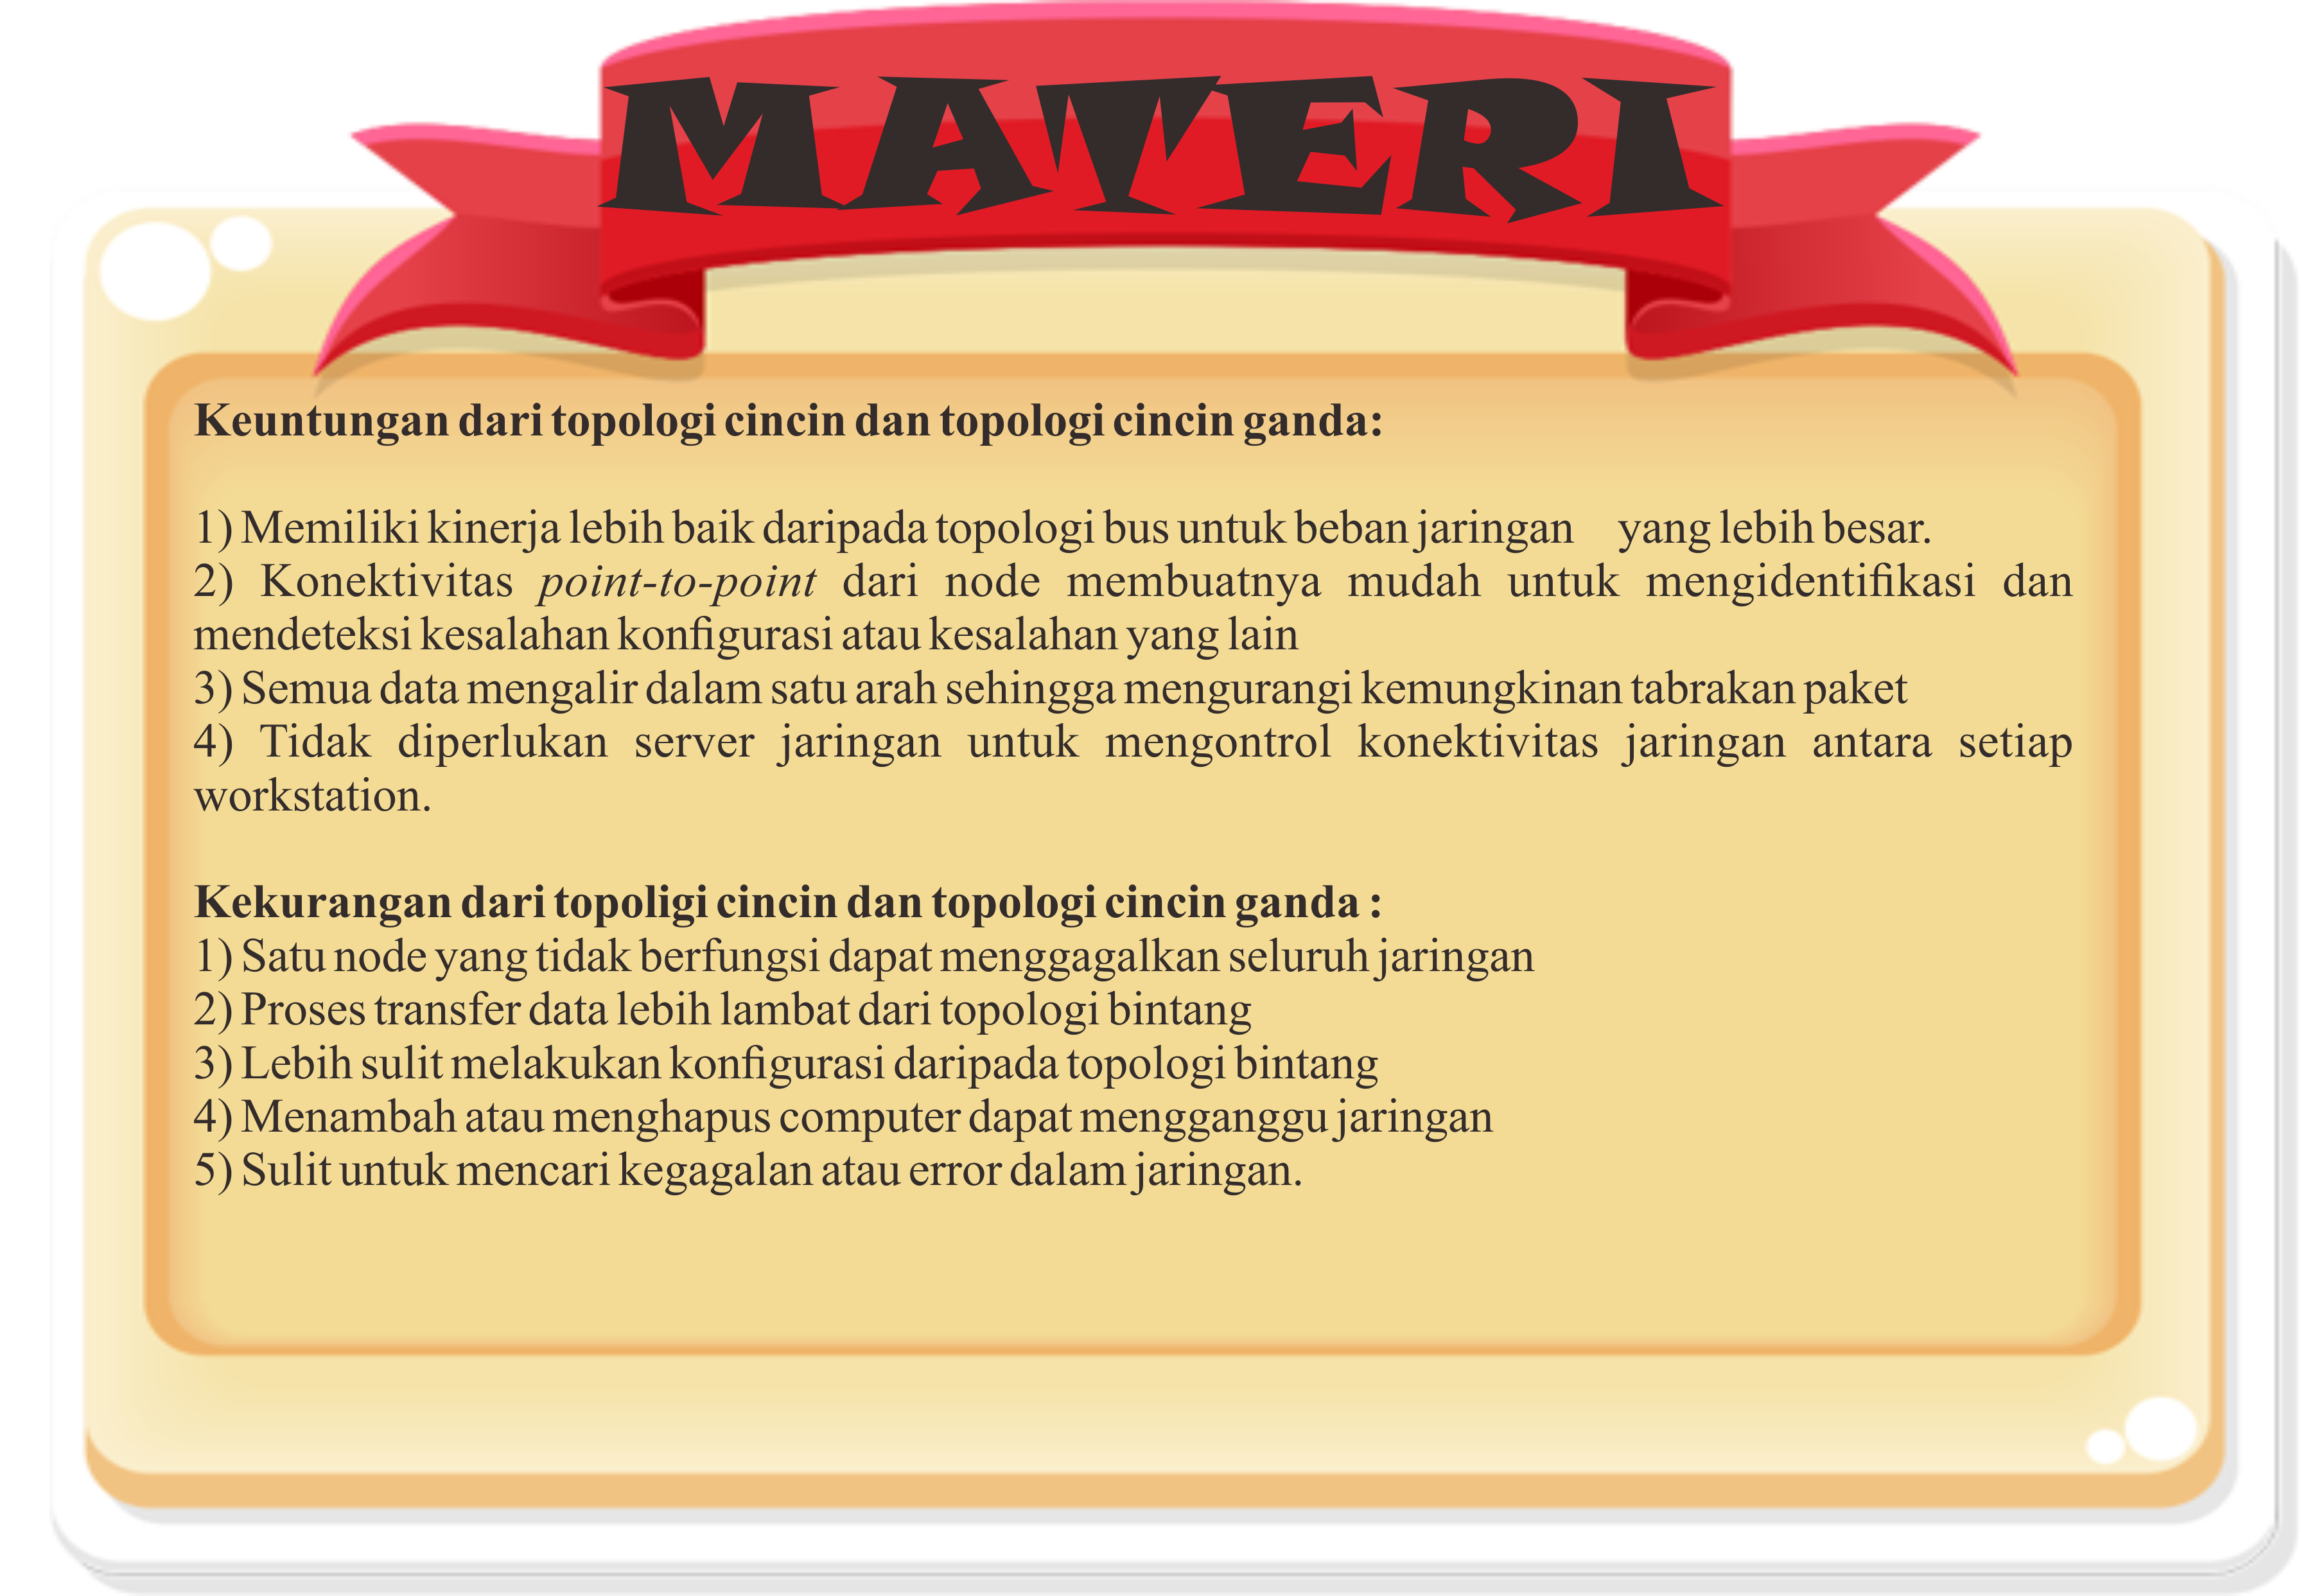 MATERI
Keuntungan dari topologi cincin dan topologi cincin ganda:
1) Memiliki kinerja lebih baik daripada topologi bus untuk beban jaringan yang lebih besar.
2) Konektivitas point-to-point dari node membuatnya mudah untuk mengidentifikasi dan
mendeteksi kesalahan konfigurasi atau kesalahan yang lain
3) Semua data mengalir dalam satu arah sehingga mengurangi kemungkinan tabrakan paket
4) Tidak diperlukan server jaringan untuk mengontrol konektivitas jaringan antara setiap
workstation.
Kekurangan dari topoligi cincin dan topologi cincin ganda :
1) Satu node yang tidak berfungsi dapat menggagalkan seluruh jaringan
2) Proses transfer data lebih lambat dari topologi bintang
3) Lebih sulit melakukan konfigurasi daripada topologi bintang
4) Menambah atau menghapus computer dapat mengganggu jaringan
5) Sulit untuk mencari kegagalan atau error dalam jaringan.